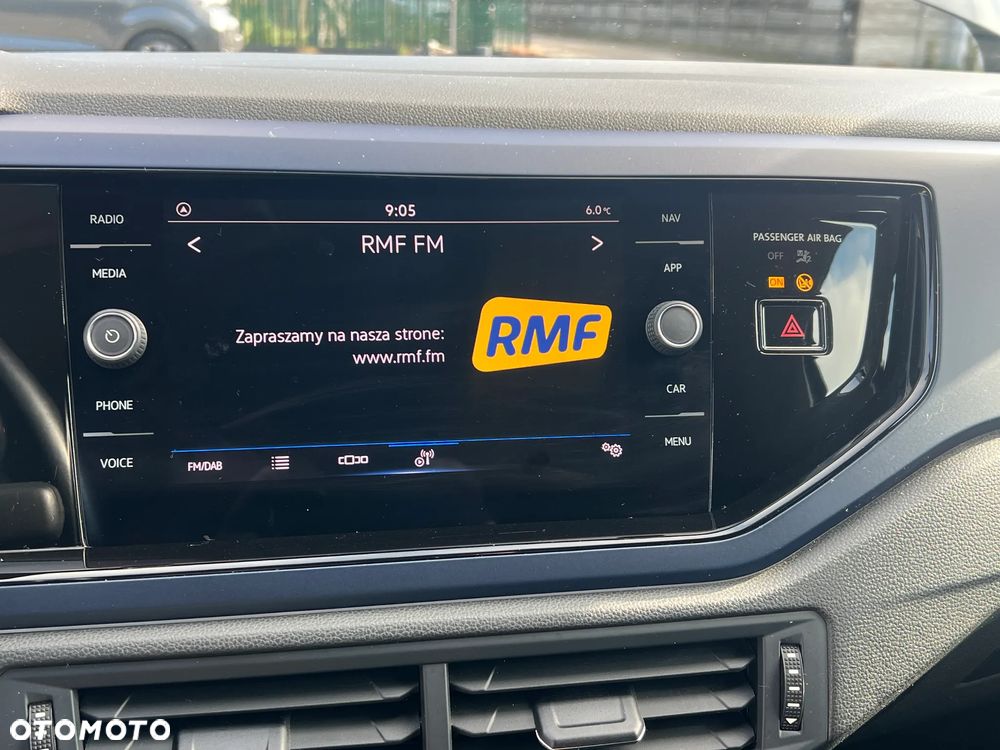 RADIO
MEDIA
PHONE
VOICE
9:05
6.0°C
< RMF FM >
Zapraszamy na nasza strone:
www.rmf.fm
RMF
FM/DAB
NAV
APP
CAR
MENU
PASSENGER AIR BAG
OFF
ON
OTOMOTO